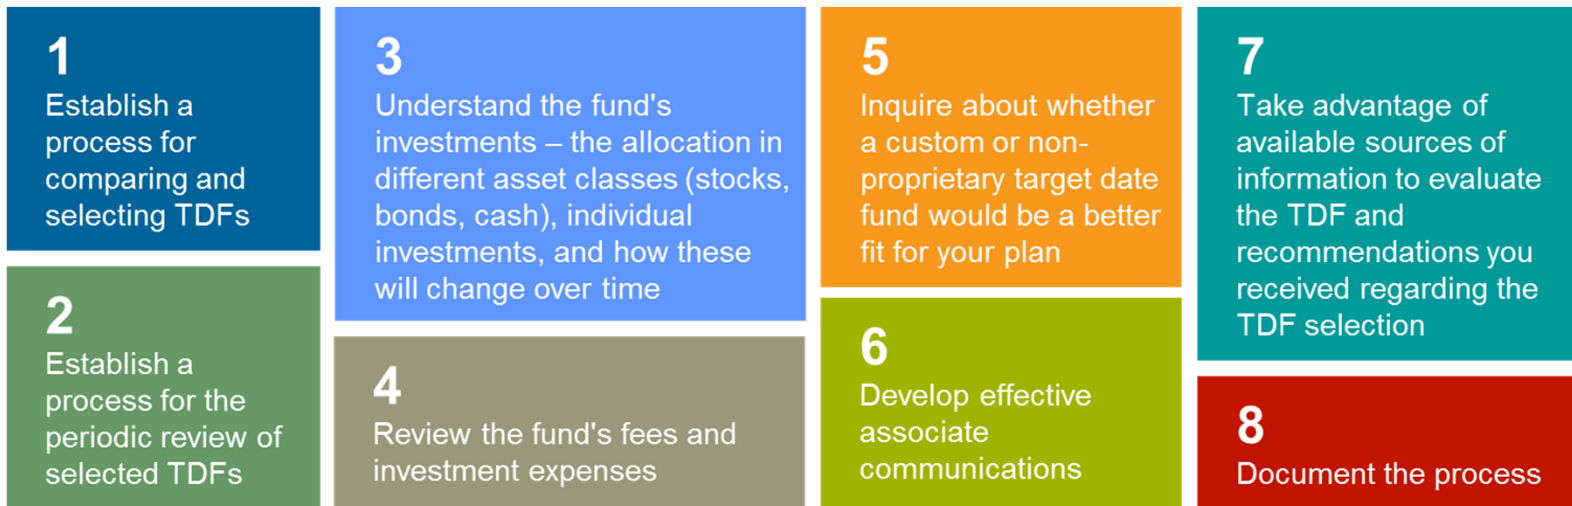 1
Establish a
process for
comparing and
selecting TDFs
2
Establish a
process for the
periodic review of
selected TDFs
3
Understand the fund's
investments – the allocation in
different asset classes (stocks,
bonds, cash), individual
investments, and how these
will change over time
4
Review the fund's fees and
investment expenses
5
Inquire about whether
a custom or non-
proprietary target date
fund would be a better
fit for your plan
6
Develop effective
associate
communications
7
Take advantage of
available sources of
information to evaluate
the TDF and
recommendations you
received regarding the
TDF selection
8
Document the process